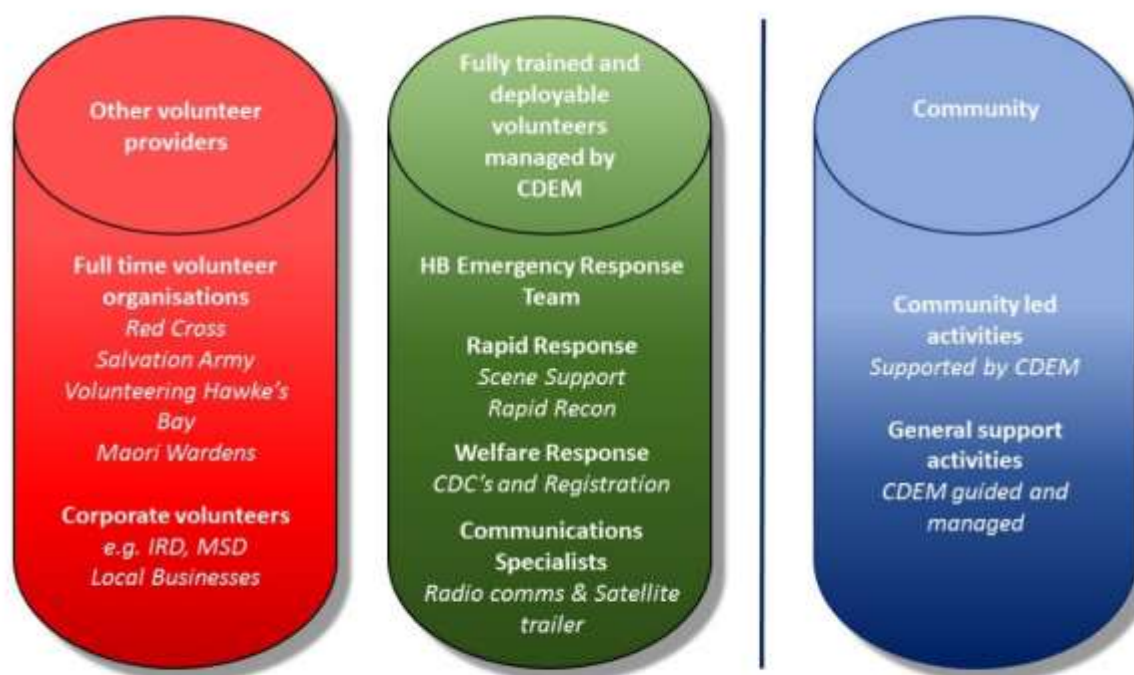 Other volunteer
providers
Full time volunteer
organisations
Red Cross
Salvation Army
Volunteering Hawke's
Bay
Maori Wardens
Corporate volunteers
e.g. IRD, MSD
Local Businesses
Fully trained and
deployable
volunteers
managed by
CDEM
HB Emergency Response
Team
Rapid Response
Scene Support
Rapid Recon
Welfare Response
CDC's and Registration
Communications
Specialists
Radio comms & Satellite
trailer
Community
Community led
activities
Supported by CDEM
General support
activities
CDEM guided and
managed